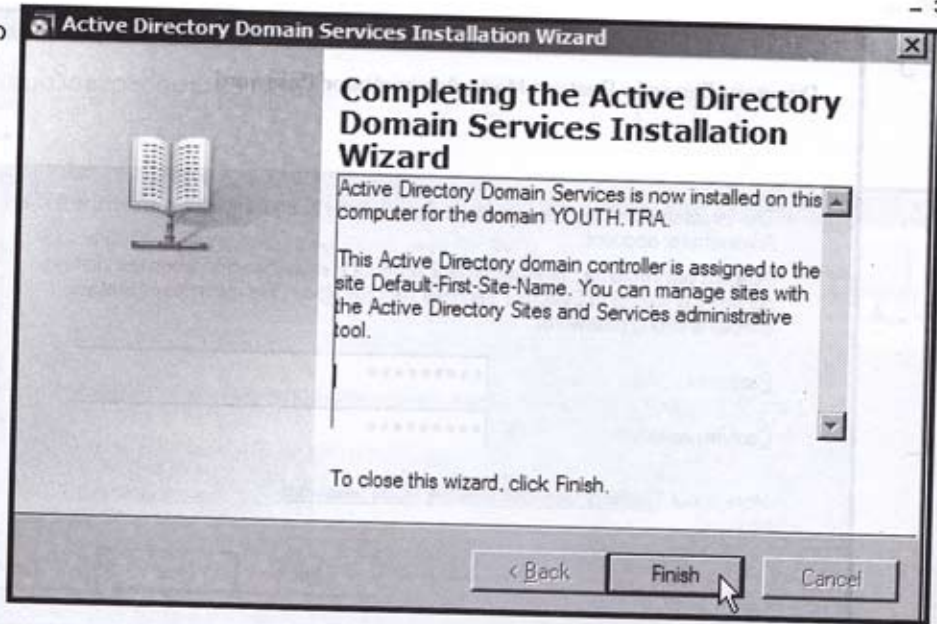 Active Directory Domain Services Installation Wizard
Completing the Active Directory
Domain Services Installation
Wizard
Active Directory Domain Services is now installed on this
computer for the domain YOUTH.TRA.
This Active Directory domain controller is assigned to the
site Default-First-Site-Name. You can manage sites with
the Active Directory Sites and Services administrative
tool.
To close this wizard, click Finish.
< Back
Finish
Cancel